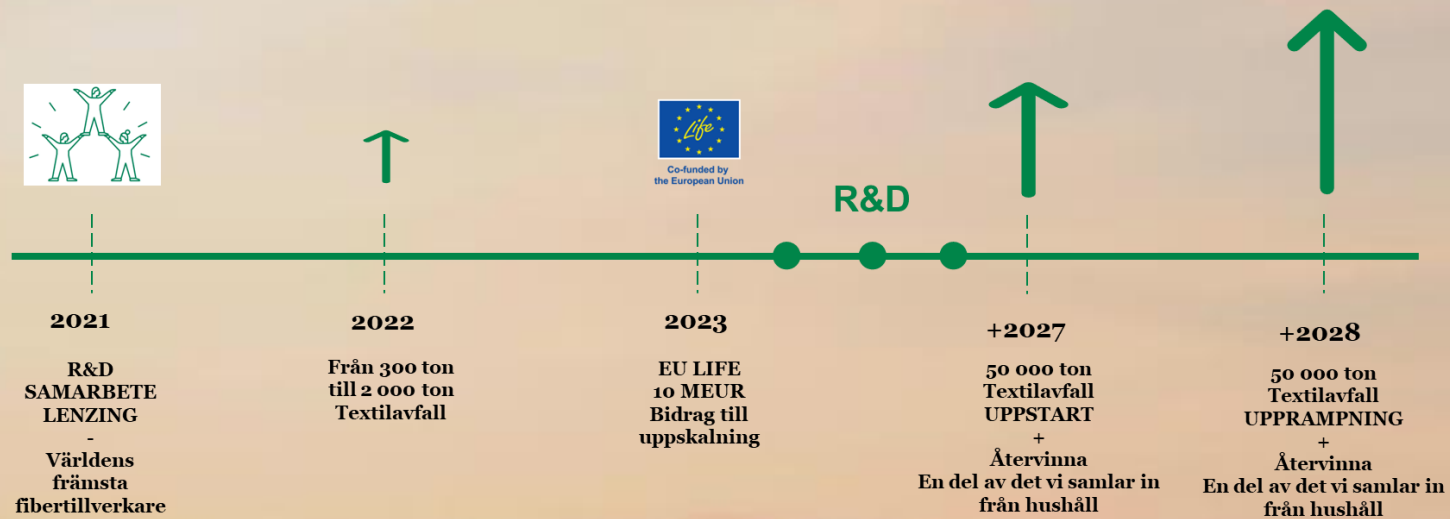 Life
Co-funded by
the European Union
R&D
2021
R&D
SAMARBETE
LENZING
-
Världens
främsta
fibertillverkare
2022
Från 300 ton
till 2 000 ton
Textilavfall
2023
EU LIFE
10 MEUR
Bidrag till
uppskalning
+2027
50 000 ton
Textilavfall
UPPSTART
+
Återvinna
En del av det vi samlar in
från hushåll
+2028
50 000 ton
Textilavfall
UPPRAMPNING
+
Återvinna
En del av det vi samlar in
från hushåll